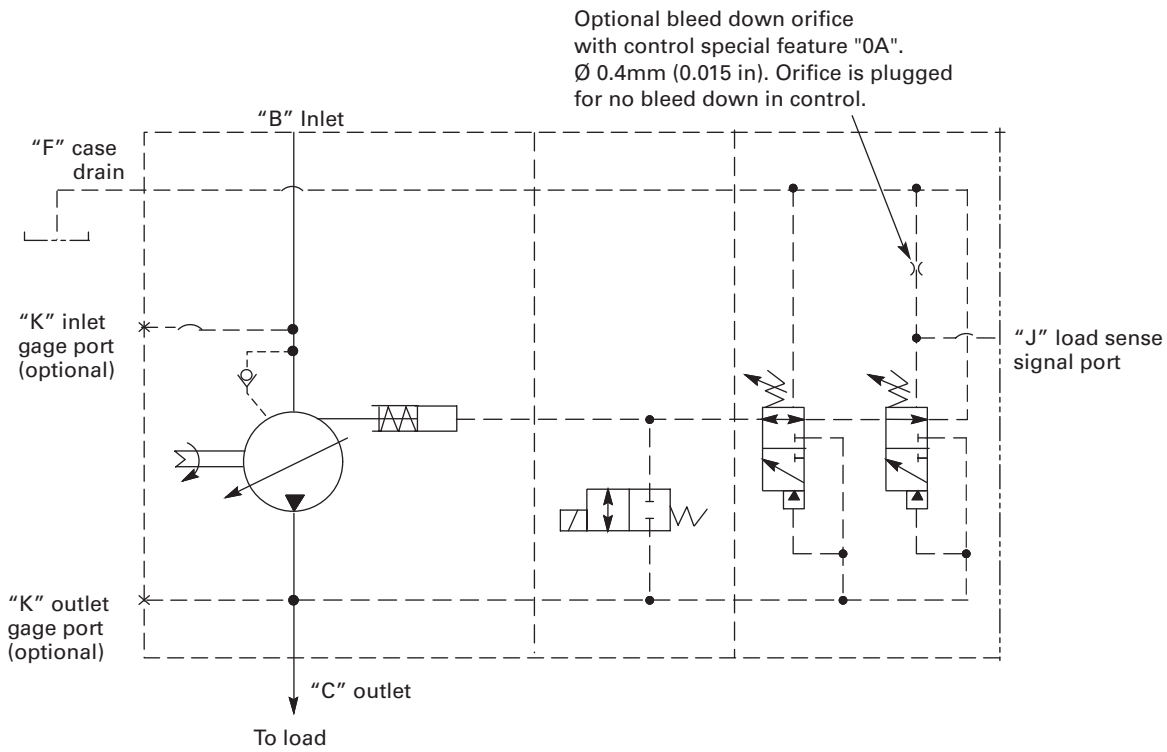 Optional bleed down orifice
with control special feature "0A".
Ø 0.4mm (0.015 in). Orifice is plugged
for no bleed down in control.
“B” Inlet
“F” case
drain
“K” inlet
gage port
(optional)
“J” load sense
signal port
“K” outlet
gage port
(optional)
“C” outlet
To load